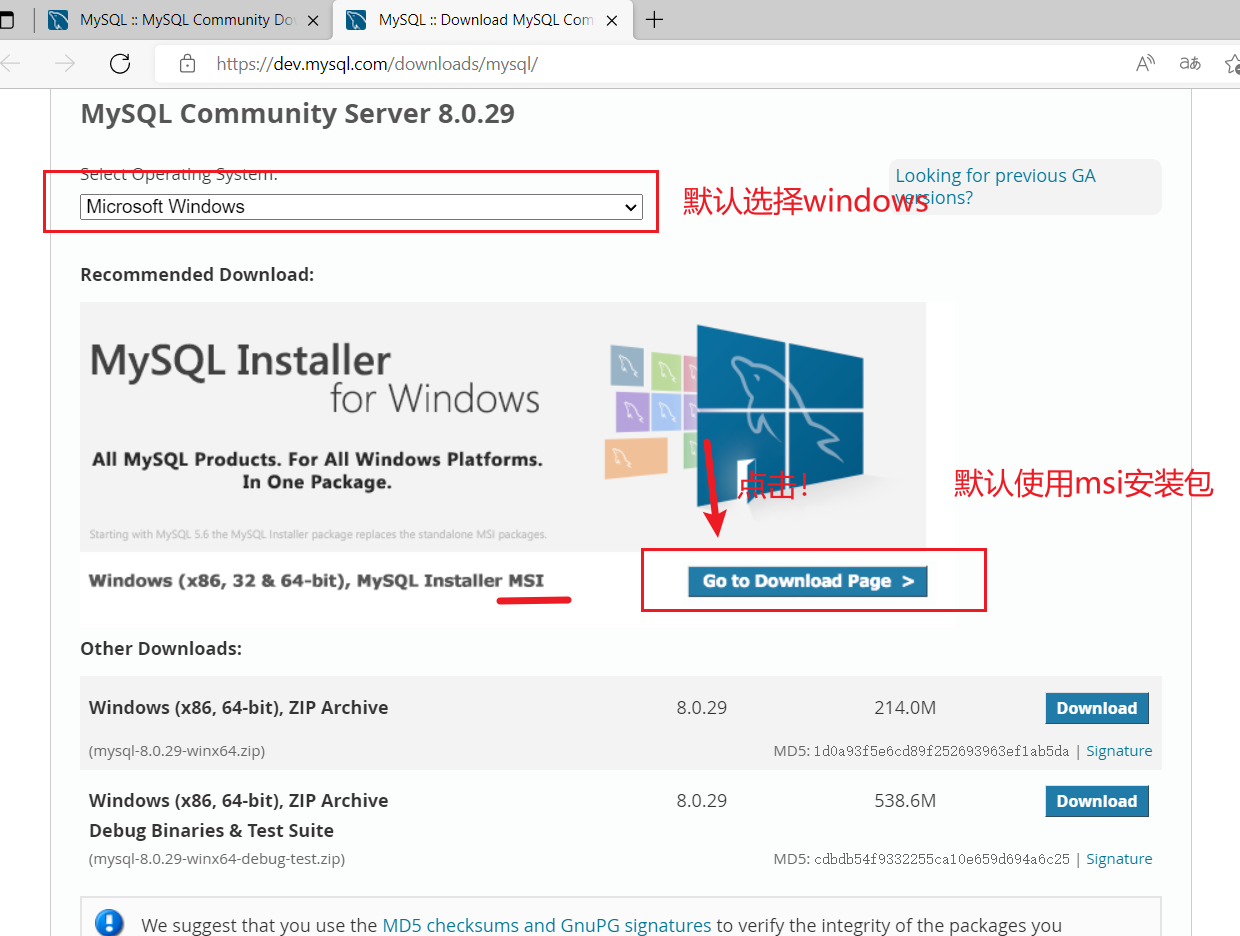 MySQL :: MySQL Community Do
MySQL :: Download MySQL Com
https://dev.mysql.com/downloads/mysql/
MySQL Community Server 8.0.29
Select Operating System:
Microsoft Windows
默认选择windows
Looking for previous GA
versions?
Recommended Download:
MySQL Installer
for Windows
All MySQL Products. For All Windows Platforms.
In One Package.
点击！
默认使用msi安装包
Starting with MySQL 5.6 the MySQL Installer package replaces the standalone MSI packages.
Windows (x86, 32 & 64-bit), MySQL Installer MSI
Go to Download Page >
Other Downloads:
Windows (x86, 64-bit), ZIP Archive 8.0.29 214.0M Download
(mysql-8.0.29-winx64.zip) MD5: 1d0a93f5e6cd89f252693963ef1ab5da | Signature
Windows (x86, 64-bit), ZIP Archive 8.0.29 538.6M Download
Debug Binaries & Test Suite
(mysql-8.0.29-winx64-debug-test.zip) MD5: cdbdb54f9332255ca10e659d694a6c25 | Signature
We suggest that you use the MD5 checksums and GnuPG signatures to verify the integrity of the packages you